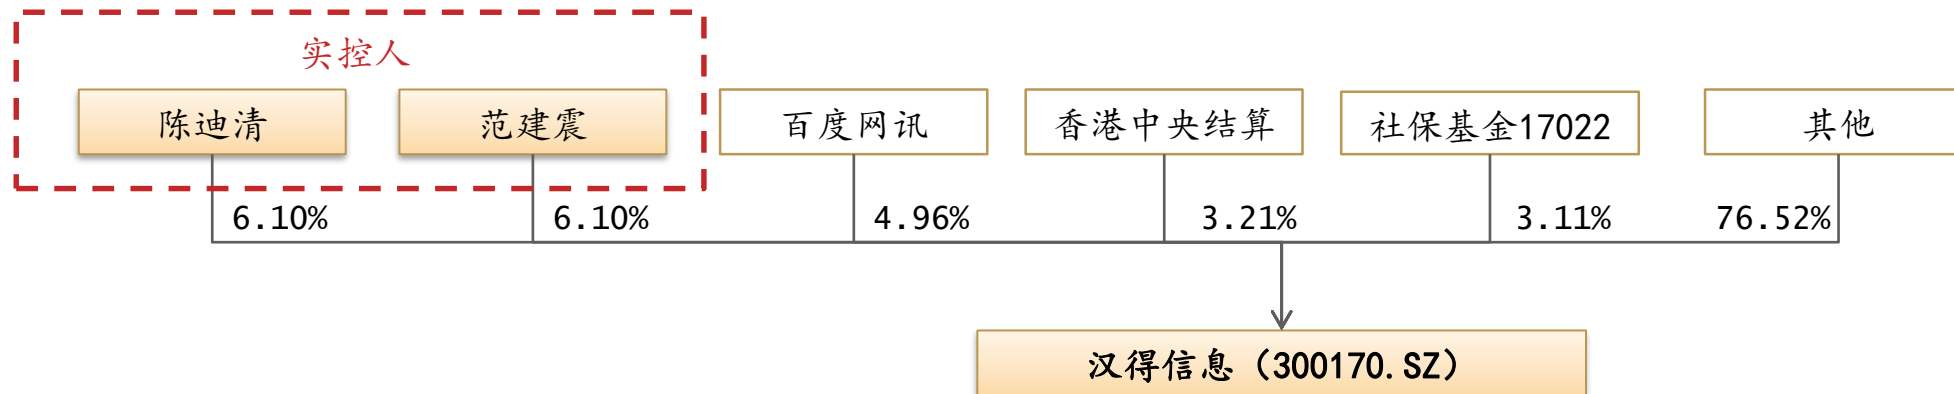 实控人
陈迪清
范建震
百度网讯
香港中央结算
社保基金17022
其他
6.10%
6.10%
4.96%
3.21%
3.11%
76.52%
汉得信息（300170.SZ）